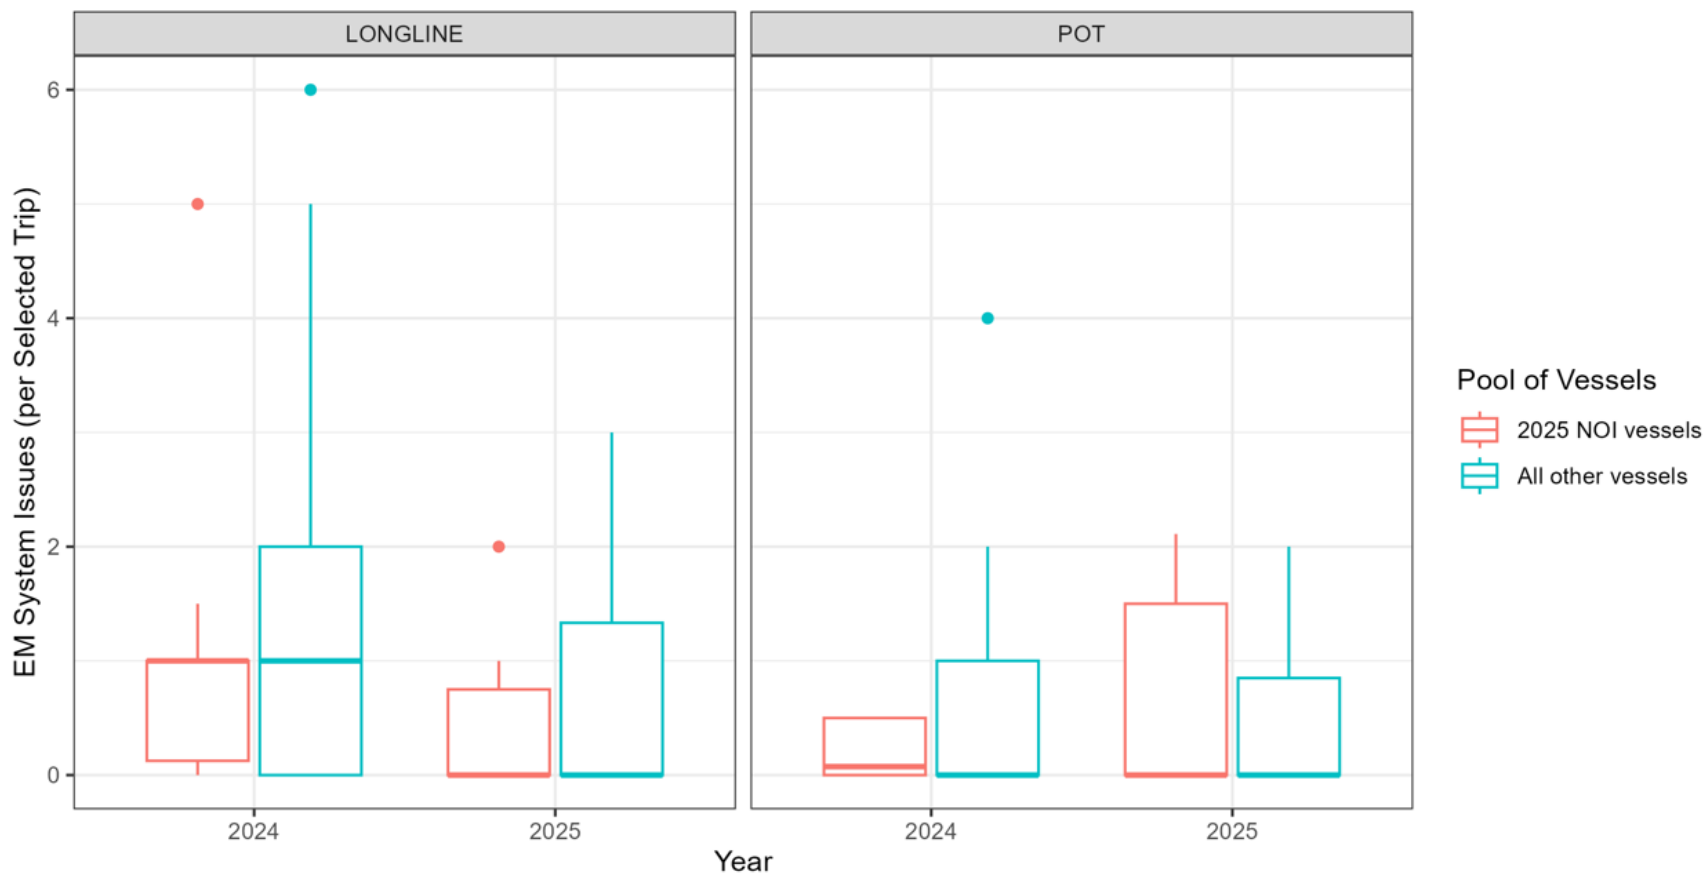 LONGLINE
POT
EM System Issues (per Selected Trip)
6
4
2
0
2024
2025
2024
2025
Year
Pool of Vessels
2025 NOI vessels
All other vessels